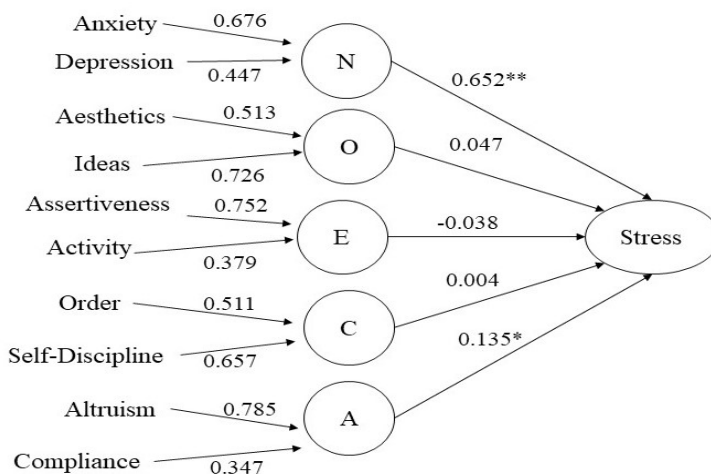 Anxiety 0.676
N
Depression 0.447
0.652**
Aesthetics 0.513
O
0.047
Ideas 0.726
Assertiveness 0.752
E
-0.038
Stress
Activity 0.379
Order 0.511
C
0.004
Self-Discipline 0.657
0.135*
Altruism 0.785
A
Compliance 0.347